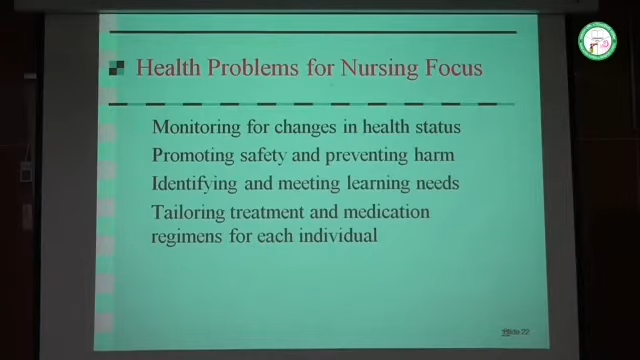 Health Problems for Nursing Focus
Monitoring for changes in health status
Promoting safety and preventing harm
Identifying and meeting learning needs
Tailoring treatment and medication
regimens for each individual